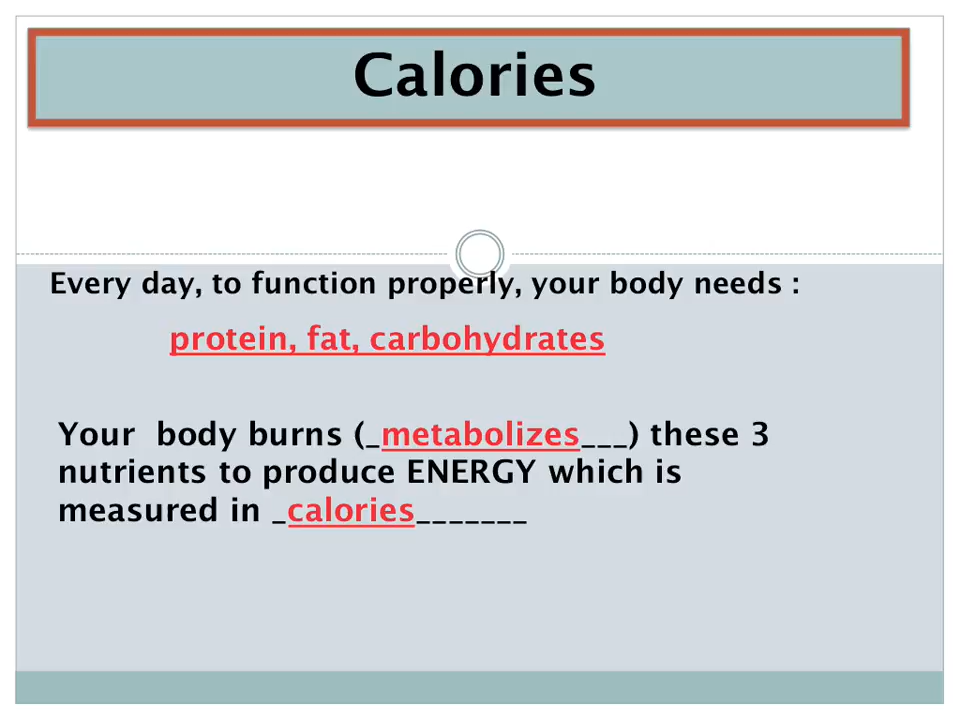 Calories
Every day, to function properly, your body needs :
protein, fat, carbohydrates
Your  body burns (_metabolizes___) these 3
nutrients to produce ENERGY which is
measured in _calories_______